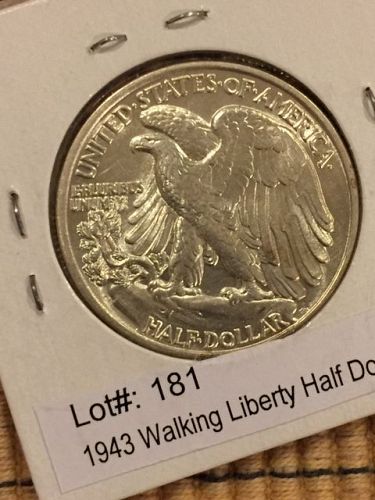 UNITED·STATES·OF·AMERICA
E·PLURIBUS
UNUM
HALF·DOLLAR
Lot#: 181
1943 Walking Liberty Half Do